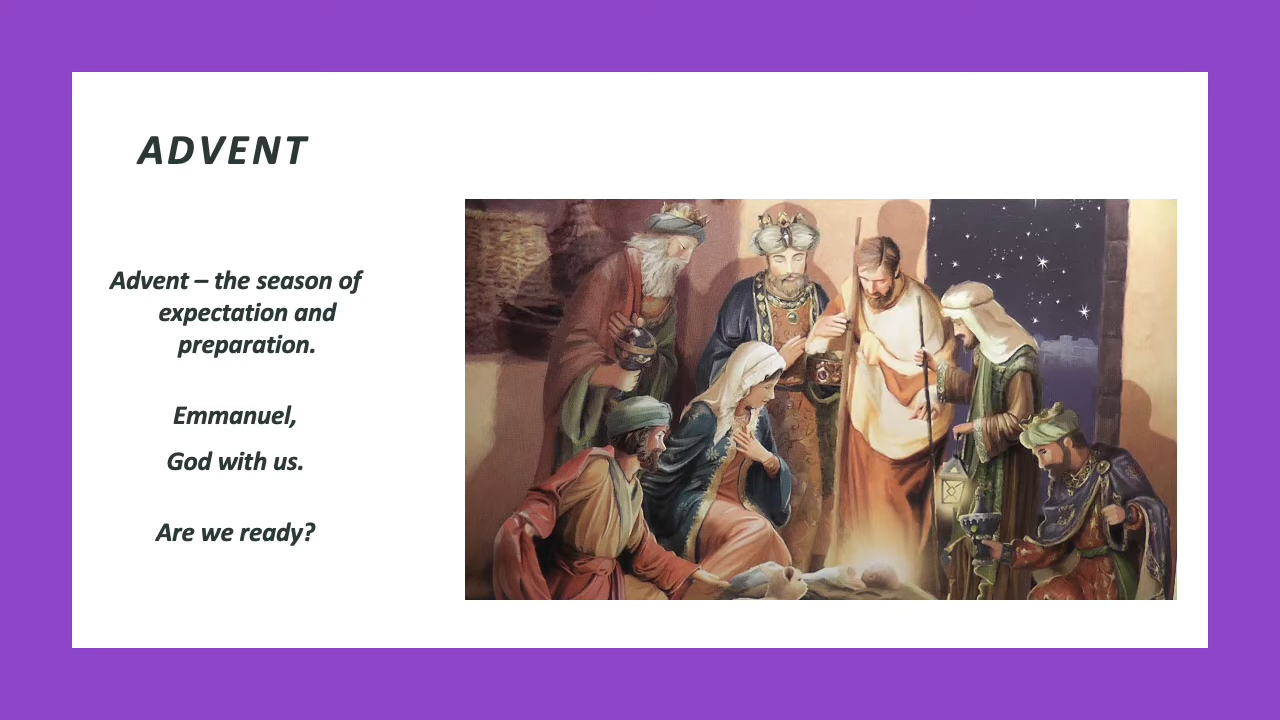 ADVENT
Advent – the season of
expectation and
preparation.
Emmanuel,
God with us.
Are we ready?